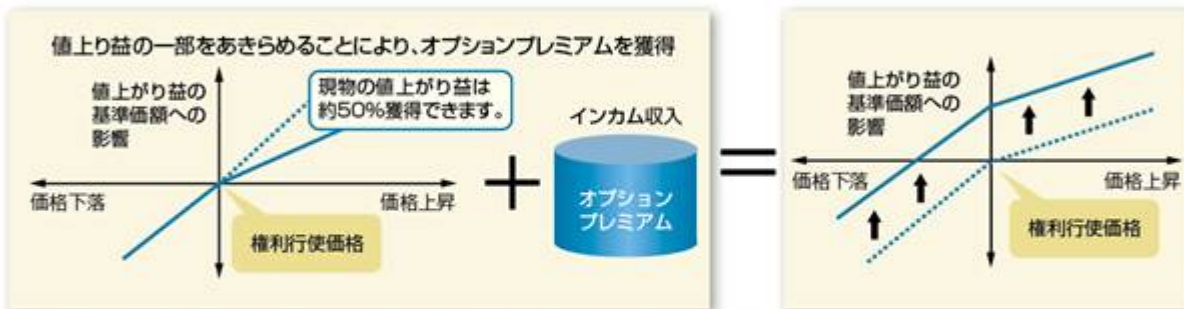 値上り益の一部をあきらめることにより、オプションプレミアムを獲得
値上がり益の
基準価額への
影響
現物の値上がり益は
約50%獲得できます。
価格下落
価格上昇
権利行使価格
+
インカム収入
オプション
プレミアム
=
値上がり益の
基準価額への
影響
価格下落
価格上昇
権利行使価格